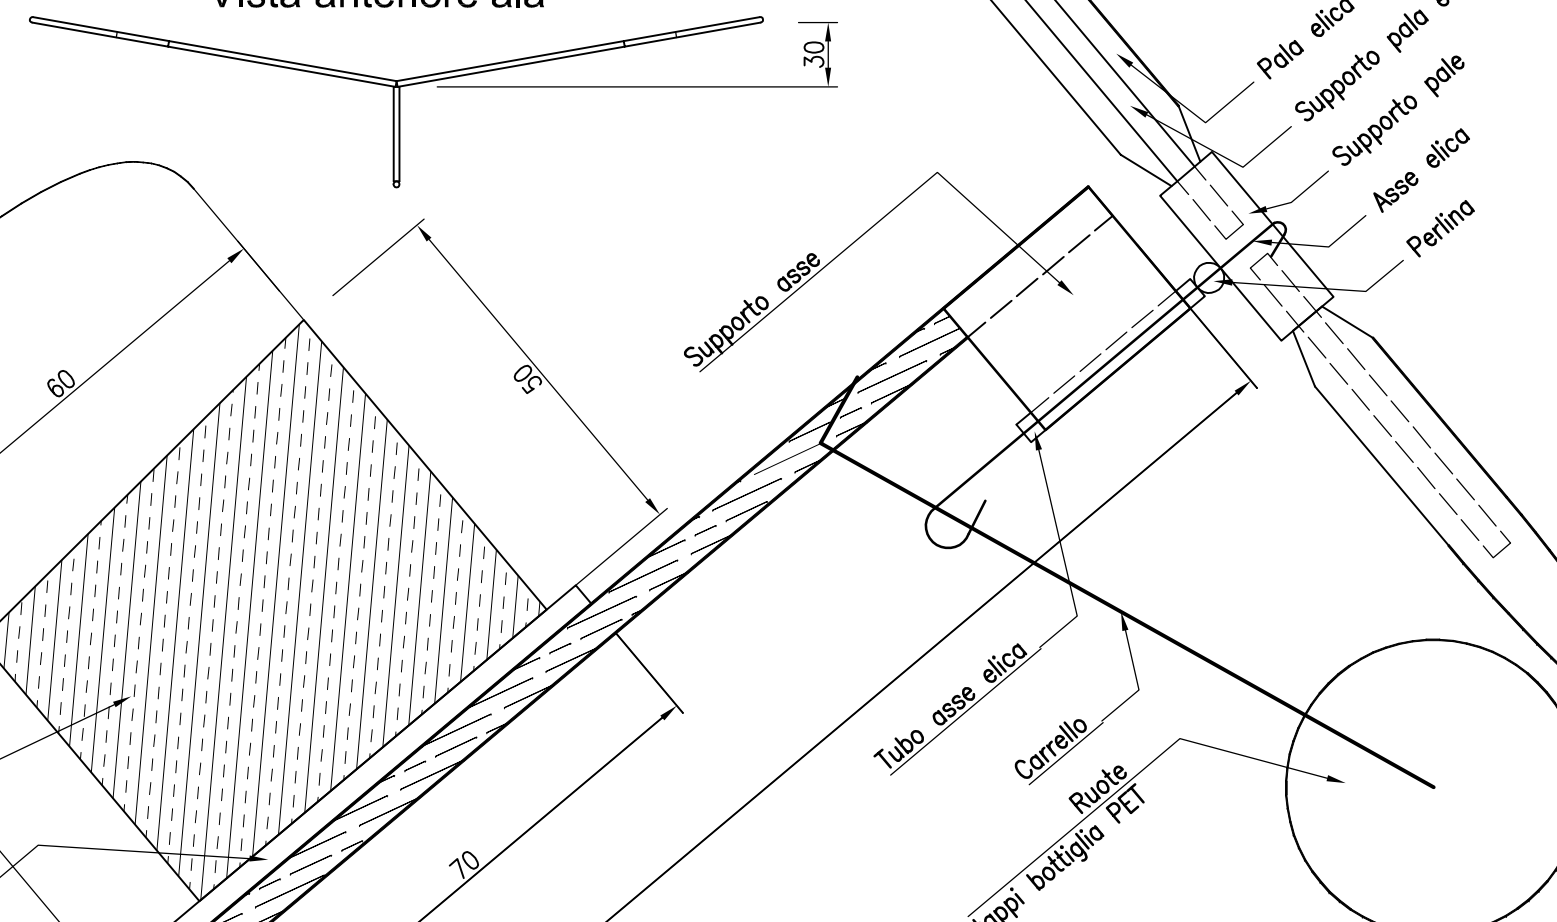 Vista anteriore ala
30
Pala elica
Supporto pala
Supporto pale
Asse elica
Perlina
Supporto asse
60
50
Tubo asse elica
Carrello
Ruote
bottiglia PET
70